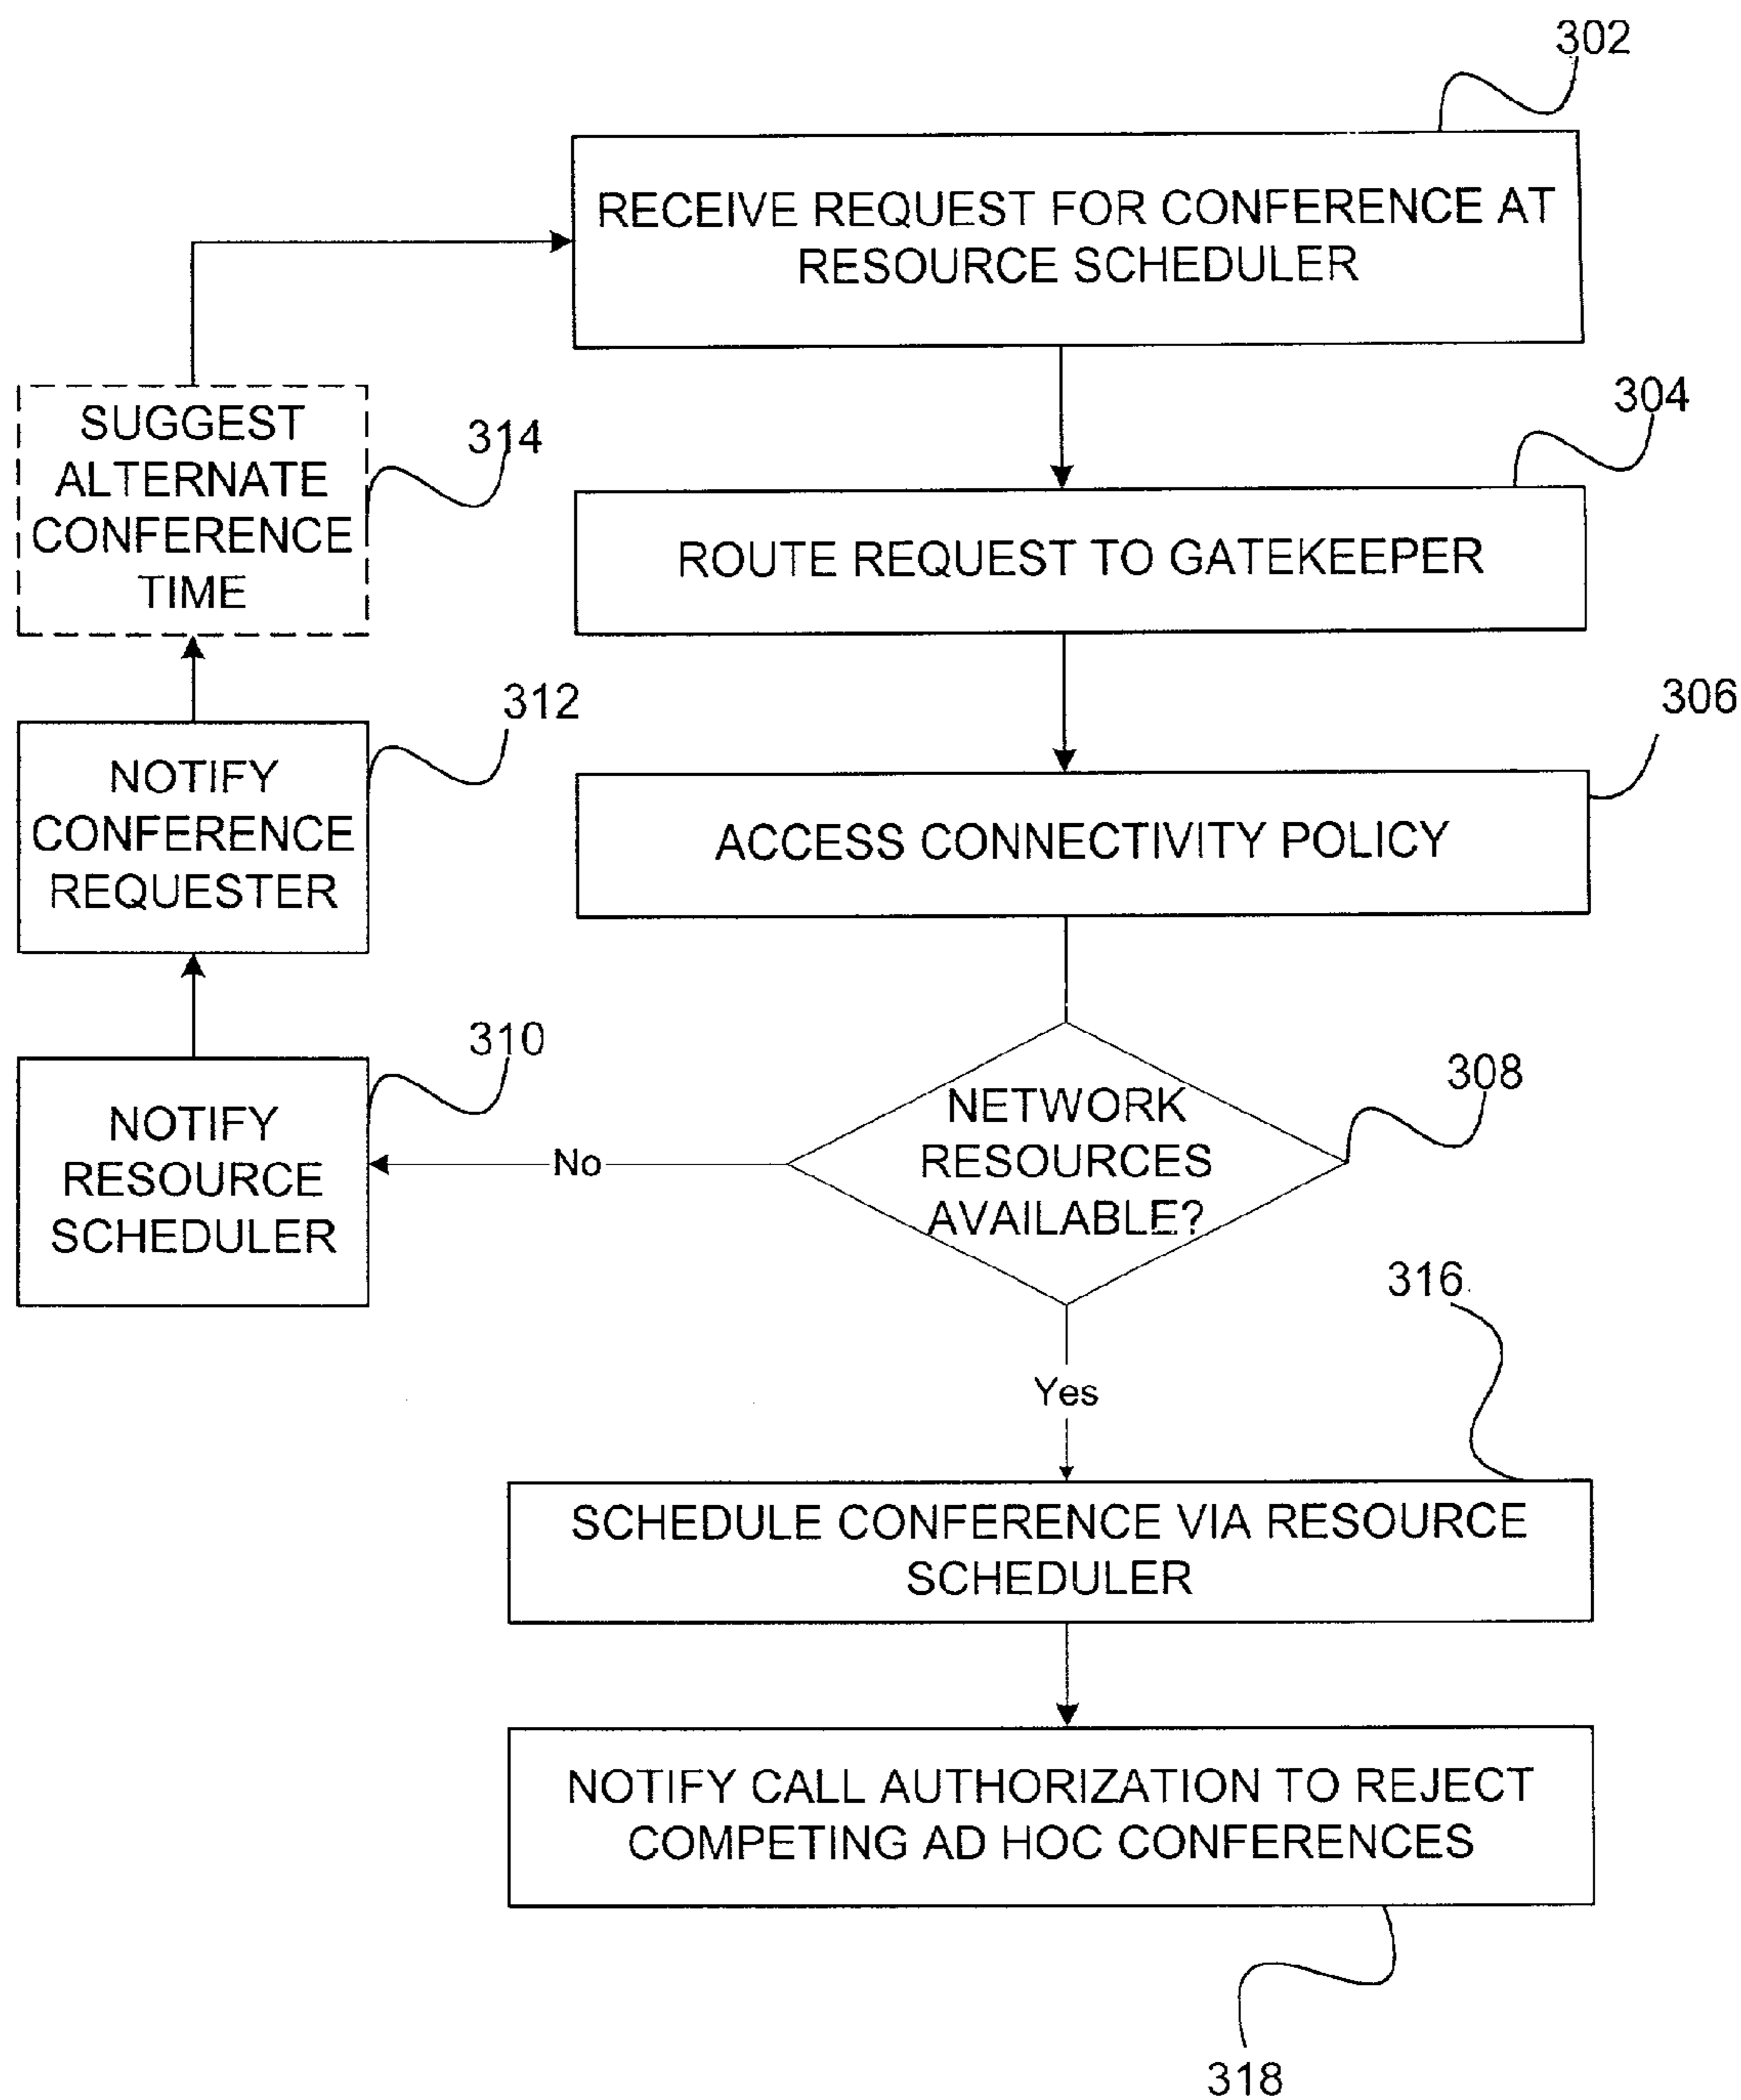 302
RECEIVE REQUEST FOR CONFERENCE AT
RESOURCE SCHEDULER
304
ROUTE REQUEST TO GATEKEEPER
306
ACCESS CONNECTIVITY POLICY
308
NETWORK
RESOURCES
AVAILABLE?
No
310
NOTIFY
RESOURCE
SCHEDULER
312
NOTIFY
CONFERENCE
REQUESTER
314
SUGGEST
ALTERNATE
CONFERENCE
TIME
Yes
316
SCHEDULE CONFERENCE VIA RESOURCE
SCHEDULER
NOTIFY CALL AUTHORIZATION TO REJECT
COMPETING AD HOC CONFERENCES
318